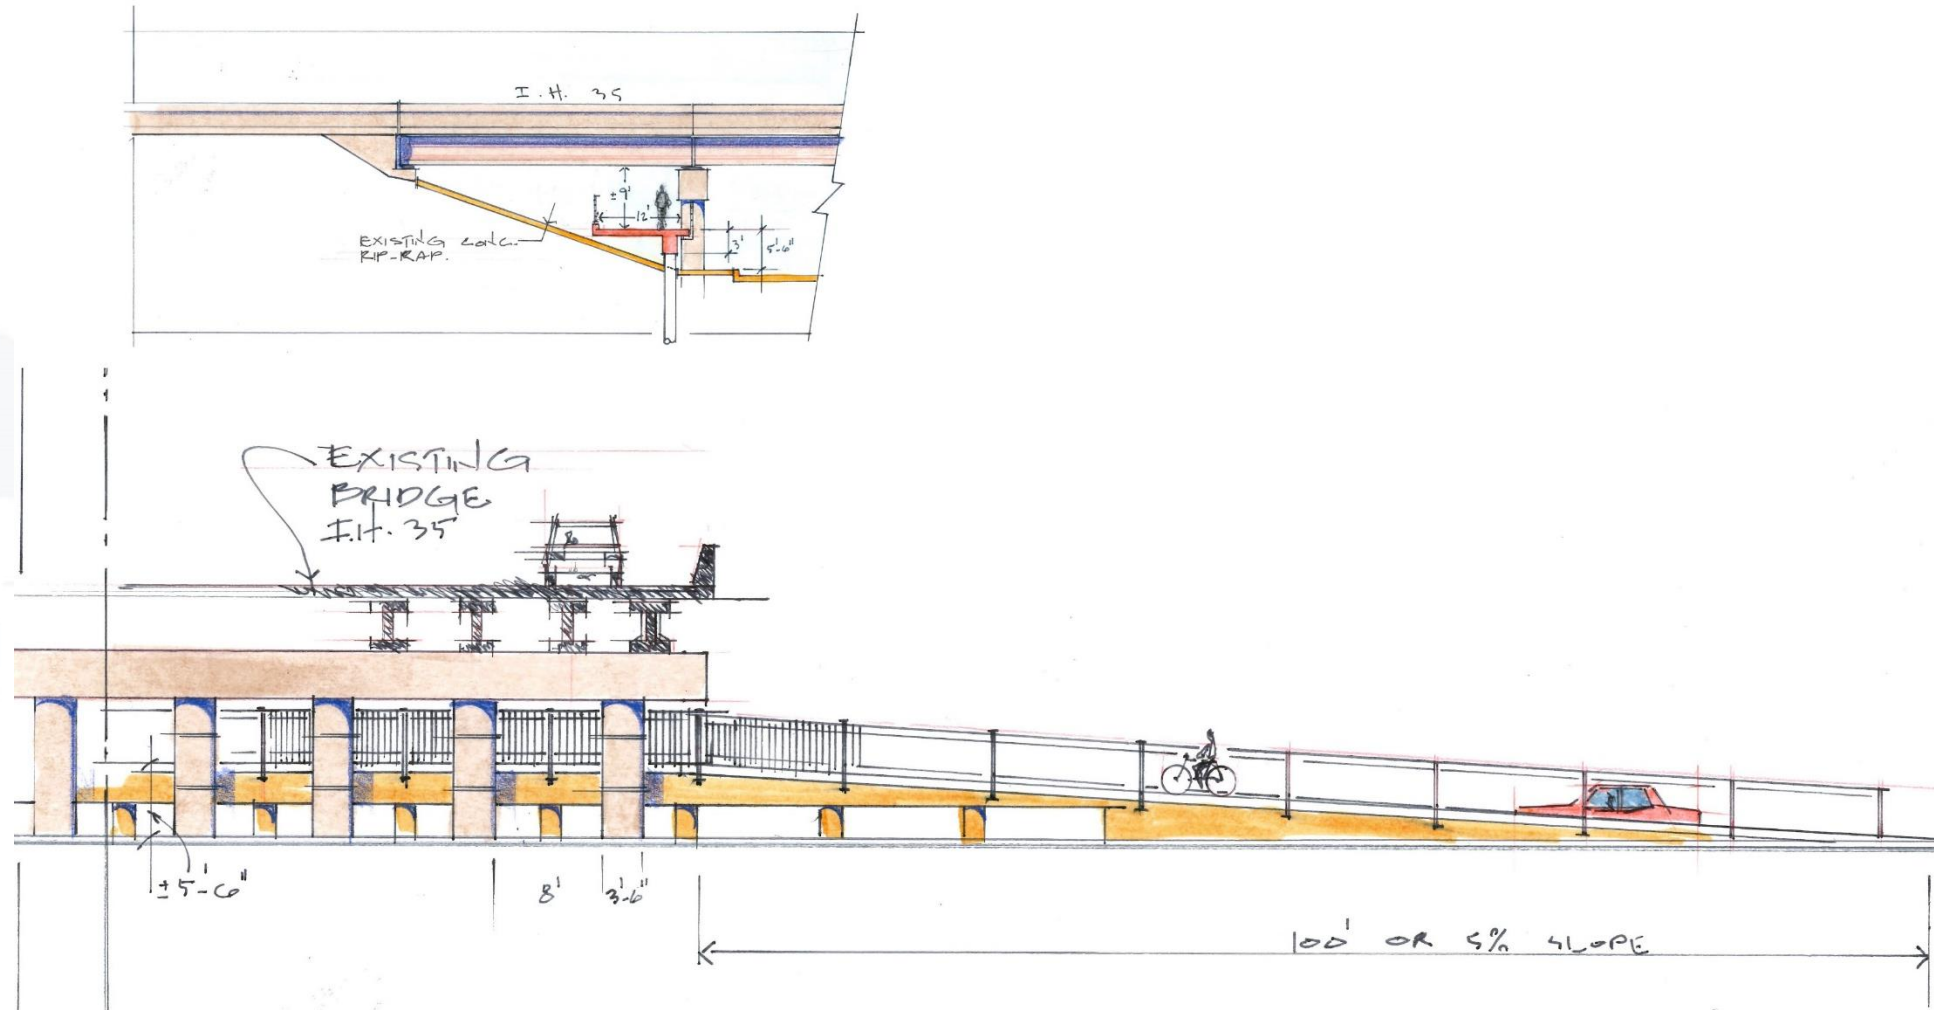 I.H. 35
±9'
12'
EXISTING CONC.
RIP-RAP.
3'
5'-6"
EXISTING
BRIDGE
I.H. 35
±5'-6"
8'
3'-6"
100' OR 5% SLOPE